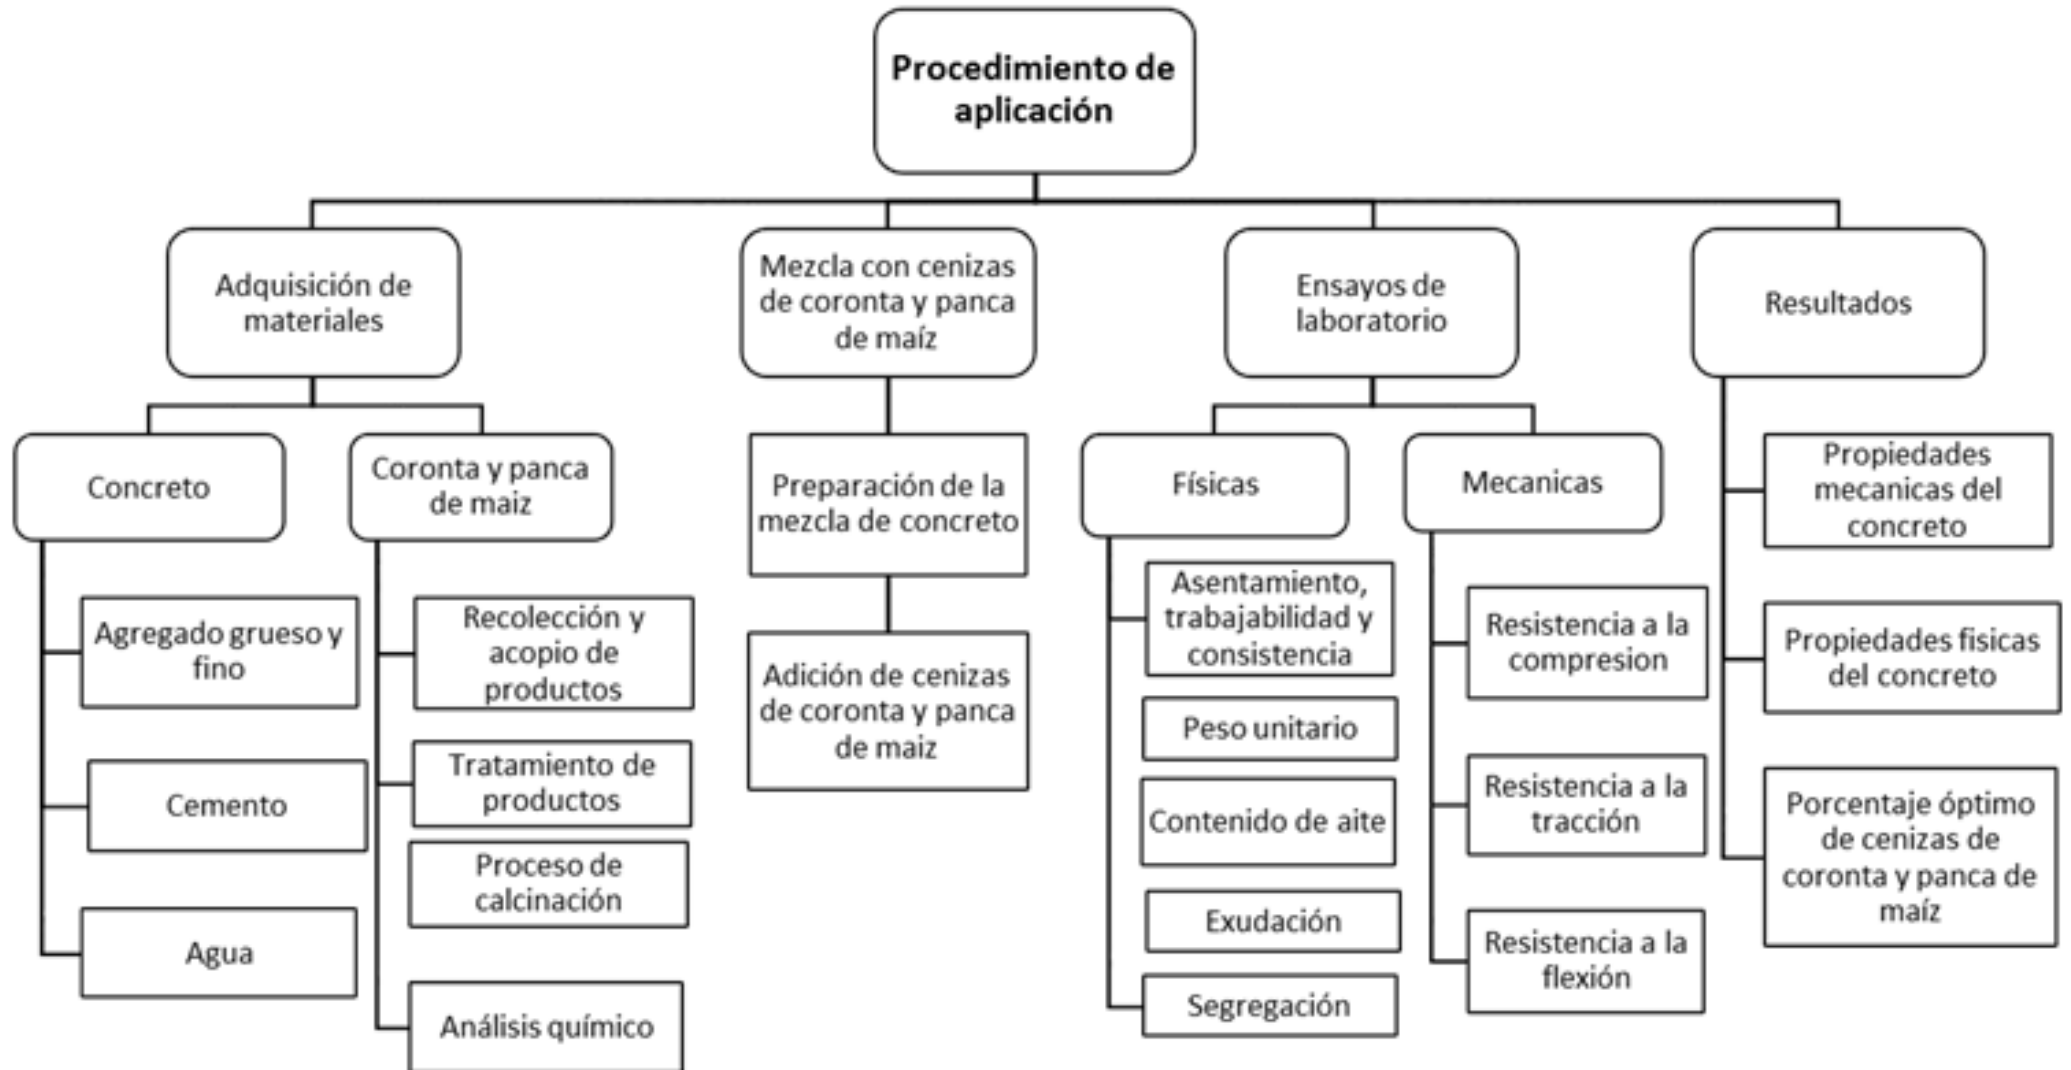 Procedimiento de
aplicación
Adquisición de
materiales
Concreto
Agregado grueso y
fino
Cemento
Agua
Coronta y panca
de maiz
Recolección y
acopio de
productos
Tratamiento de
productos
Proceso de
calcinación
Análisis químico
Mezcla con cenizas
de coronta y panca
de maíz
Preparación de la
mezcla de concreto
Adición de cenizas
de coronta y panca
de maiz
Ensayos de
laboratorio
Físicas
Asentamiento,
trabajabilidad y
consistencia
Peso unitario
Contenido de aite
Exudación
Segregación
Mecanicas
Resistencia a la
compresion
Resistencia a la
tracción
Resistencia a la
flexión
Resultados
Propiedades
mecanicas del
concreto
Propiedades fisicas
del concreto
Porcentaje óptimo
de cenizas de
coronta y panca de
maíz